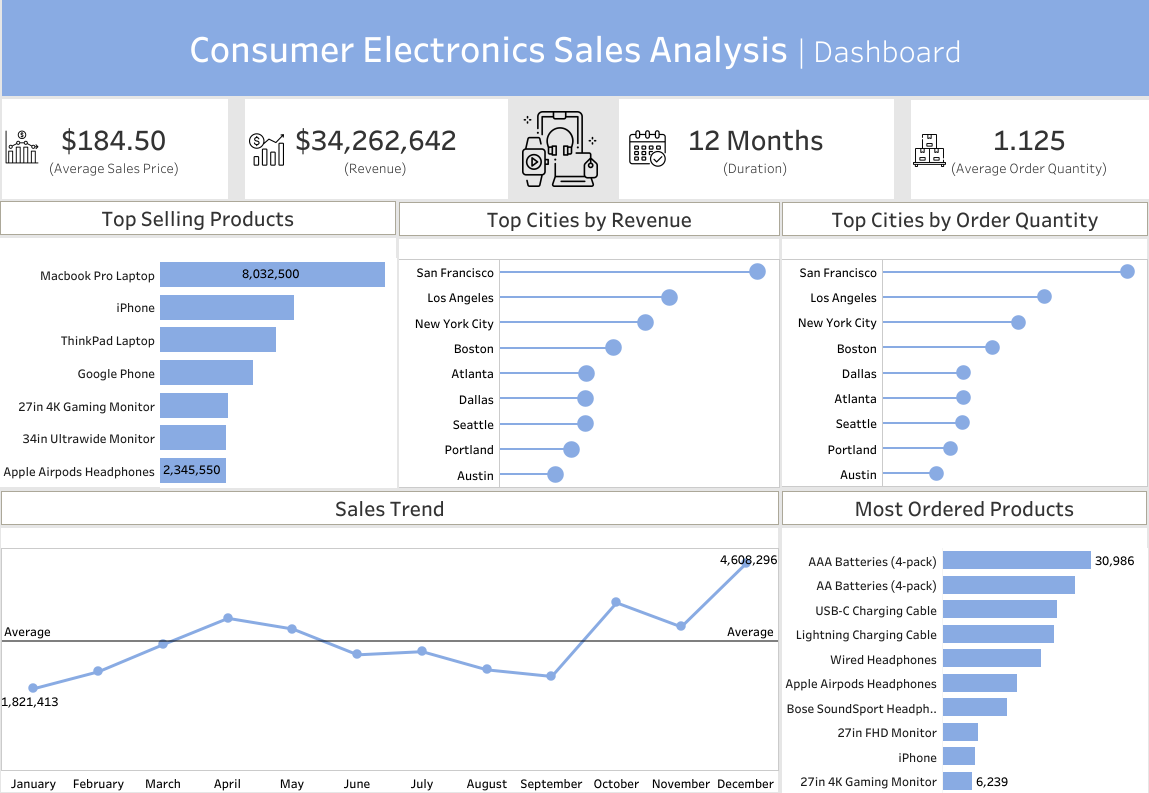 Consumer Electronics Sales Analysis | Dashboard
$184.50
(Average Sales Price)
$34,262,642
(Revenue)
12 Months
(Duration)
1.125
(Average Order Quantity)
Top Selling Products
Macbook Pro Laptop 8,032,500
iPhone
ThinkPad Laptop
Google Phone
27in 4K Gaming Monitor
34in Ultrawide Monitor
Apple Airpods Headphones 2,345,550
Top Cities by Revenue
San Francisco
Los Angeles
New York City
Boston
Atlanta
Dallas
Seattle
Portland
Austin
Top Cities by Order Quantity
San Francisco
Los Angeles
New York City
Boston
Dallas
Atlanta
Seattle
Portland
Austin
Sales Trend
4,608,296
Average Average
1,821,413
January February March April May June July August September October November December
Most Ordered Products
AAA Batteries (4-pack) 30,986
AA Batteries (4-pack)
USB-C Charging Cable
Lightning Charging Cable
Wired Headphones
Apple Airpods Headphones
Bose SoundSport Headph..
27in FHD Monitor
iPhone
27in 4K Gaming Monitor 6,239